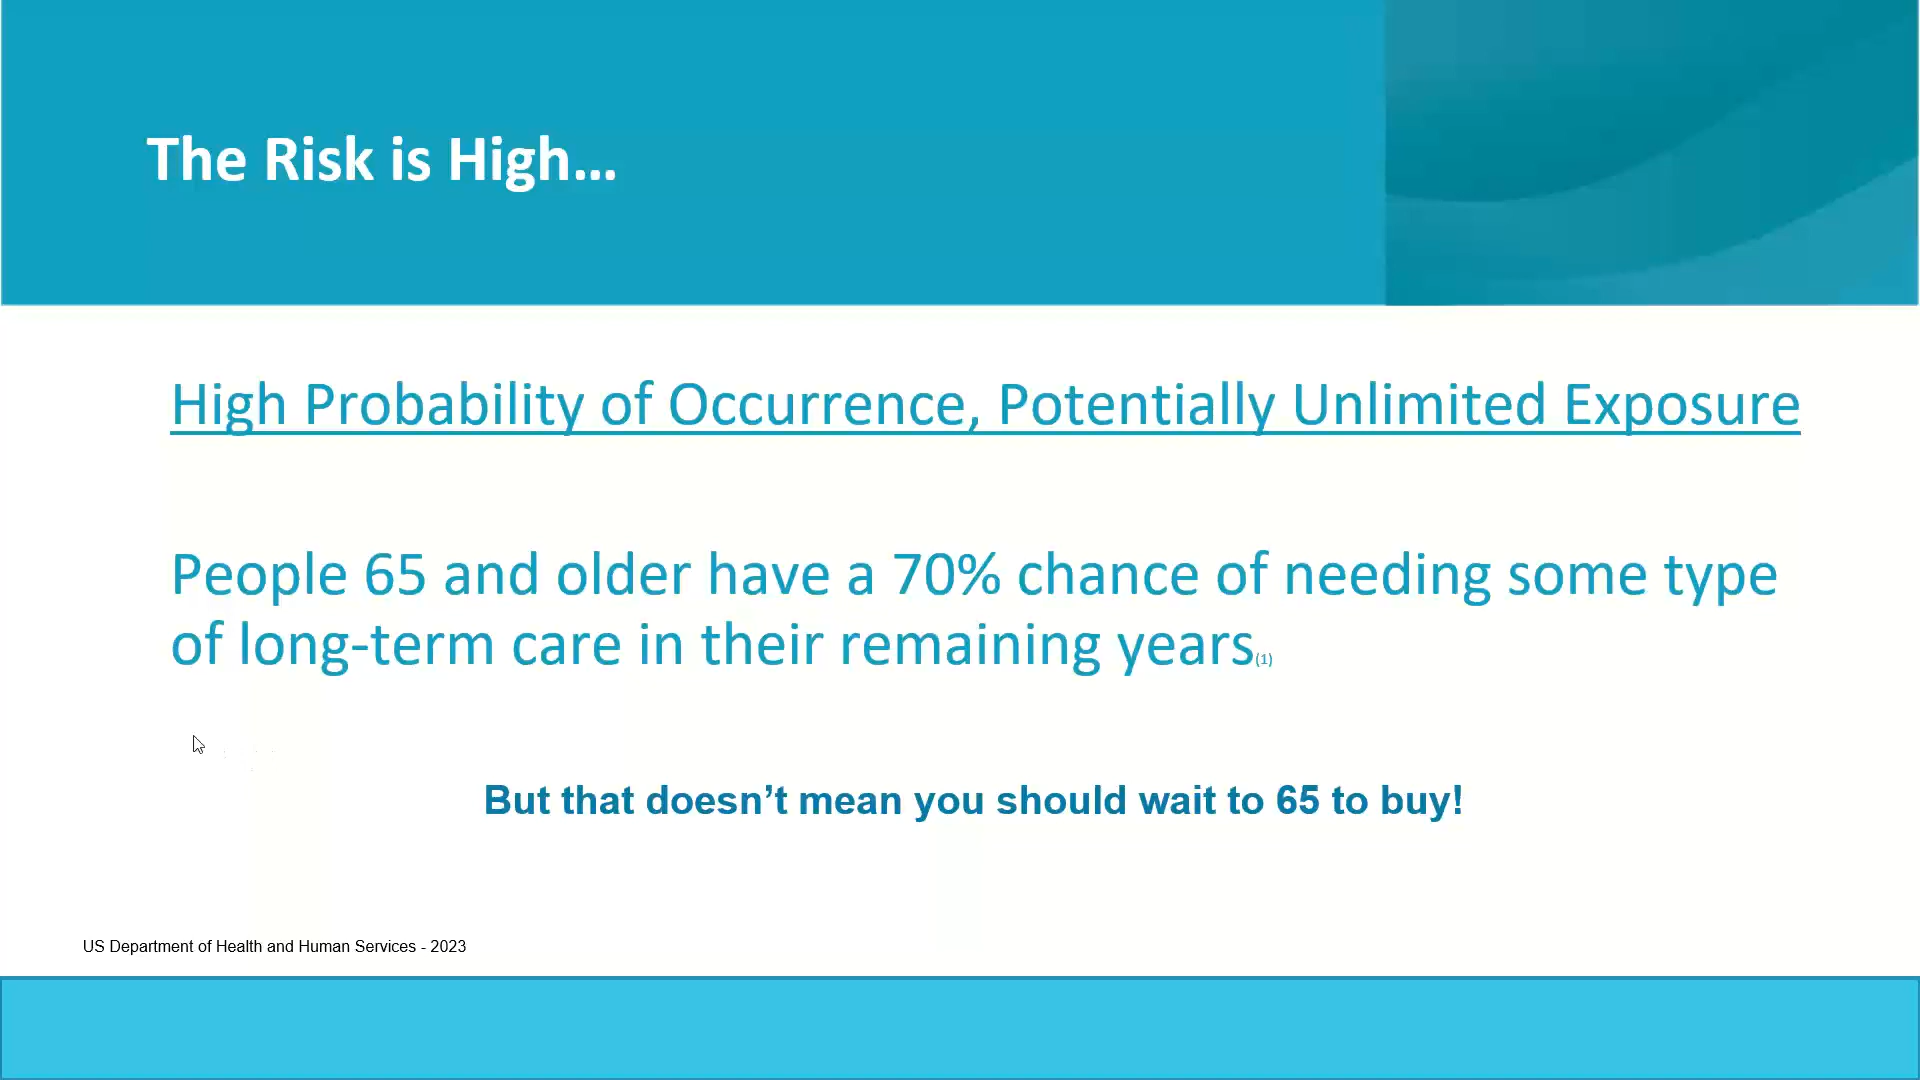 The Risk is High...
High Probability of Occurrence, Potentially Unlimited Exposure
People 65 and older have a 70% chance of needing some type
of long-term care in their remaining years(1)
But that doesn’t mean you should wait to 65 to buy!
US Department of Health and Human Services - 2023